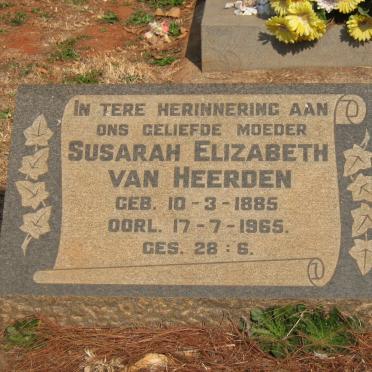 IN TERE HERINNERING AAN
ONS GELIEFDE MOEDER
SUSARAH ELIZABETH
VAN HEERDEN
GEB. 10-3-1885
OORL. 17-7-1965.
GES. 28:6.